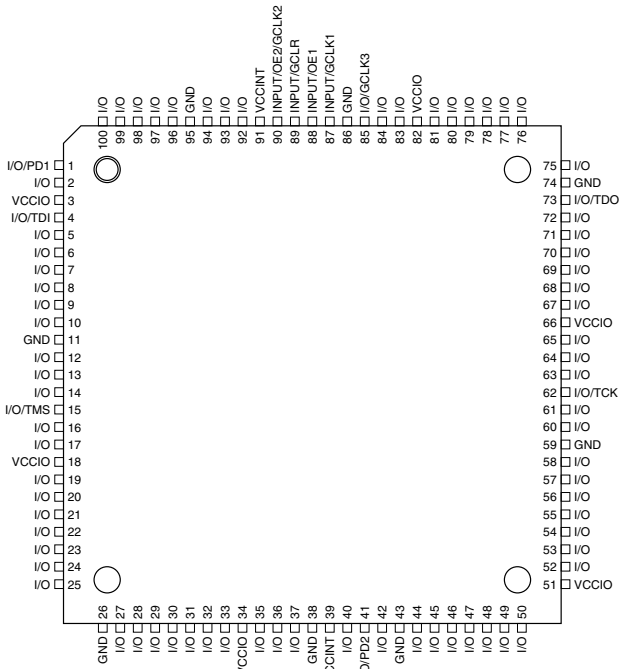 100 I/O
99 I/O
98 I/O
97 I/O
96 I/O
95 GND
94 I/O
93 I/O
92 I/O
91 VCCINT
90 INPUT/OE2/GCLK2
89 INPUT/GCLR
88 INPUT/OE1
87 INPUT/GCLK1
86 GND
85 I/O/GCLK3
84 I/O
83 I/O
82 VCCIO
81 I/O
80 I/O
79 I/O
78 I/O
77 I/O
76 I/O
I/O/PD1 1
I/O 2
VCCIO 3
I/O/TDI 4
I/O 5
I/O 6
I/O 7
I/O 8
I/O 9
I/O 10
GND 11
I/O 12
I/O 13
I/O 14
I/O/TMS 15
I/O 16
I/O 17
VCCIO 18
I/O 19
I/O 20
I/O 21
I/O 22
I/O 23
I/O 24
I/O 25
75 I/O
74 GND
73 I/O/TDO
72 I/O
71 I/O
70 I/O
69 I/O
68 I/O
67 I/O
66 VCCIO
65 I/O
64 I/O
63 I/O
62 I/O/TCK
61 I/O
60 I/O
59 GND
58 I/O
57 I/O
56 I/O
55 I/O
54 I/O
53 I/O
52 I/O
51 VCCIO
GND 26
I/O 27
I/O 28
I/O 29
I/O 30
I/O 31
I/O 32
I/O 33
VCCIO 34
I/O 35
I/O 36
I/O 37
GND 38
CCINT 39
I/O 40
O/PD2 41
I/O 42
GND 43
I/O 44
I/O 45
I/O 46
I/O 47
I/O 48
I/O 49
I/O 50